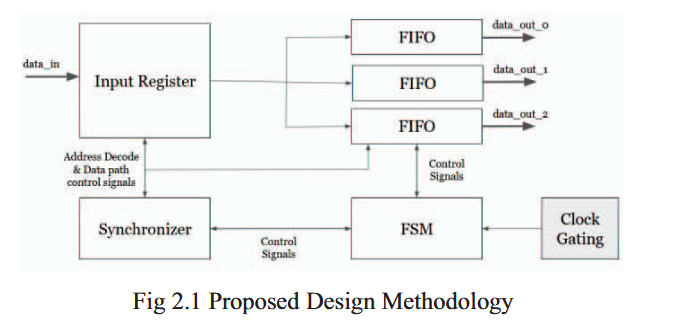 data_in
Input Register
FIFO
data_out_0
FIFO
data_out_1
FIFO
data_out_2
Address Decode
& Data path
control signals
Control
Signals
Synchronizer
Control
Signals
FSM
Clock
Gating
Fig 2.1 Proposed Design Methodology